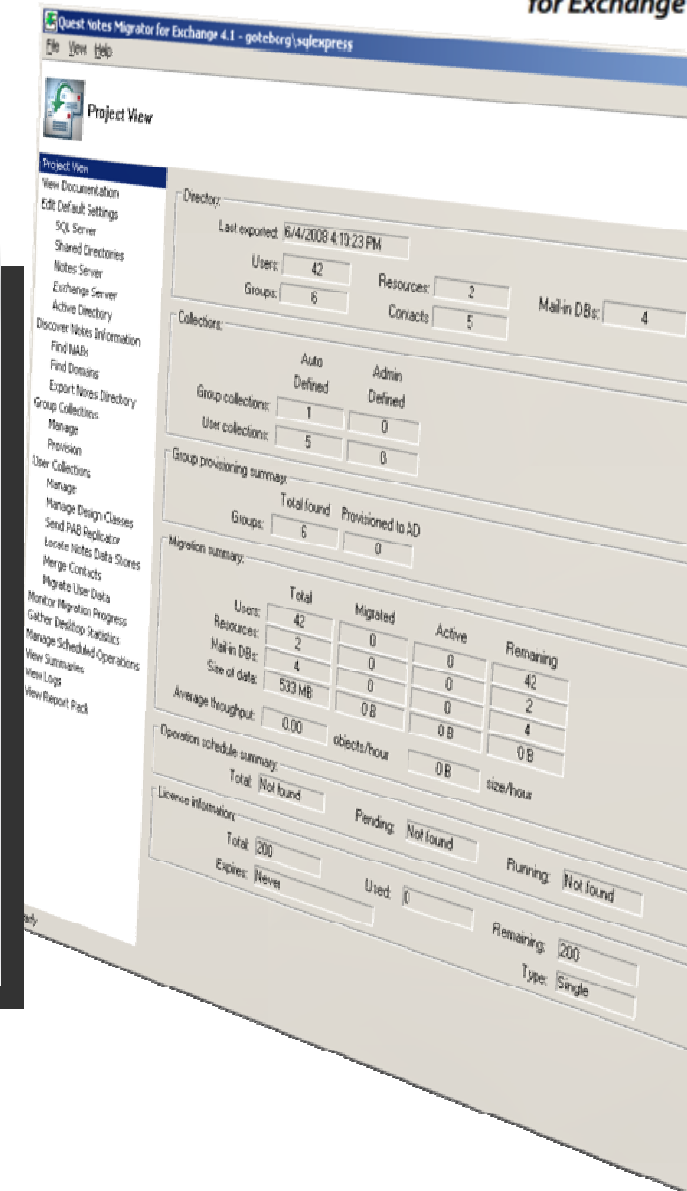 for Exchange
Quest Notes Migrator for Exchange 4.1 - goteborg\sqlexpress
File View Help
Project View
Project View
View Documentation
Edit Default Settings
SQL Server
Shared Directories
Notes Server
Exchange Server
Active Directory
Discover Notes Information
Find NABs
Find Domains
Export Notes Directory
Group Collections
Manage
Provision
User Collections
Manage
Manage Design Classes
Send PAB Replicator
Locate Notes Data Stores
Merge Contacts
Migrate User Data
Monitor Migration Progress
Gather Desktop Statistics
Manage Scheduled Operations
View Summaries
View Logs
View Report Pack
Directory:
Last exported: 6/4/2008 4:19:23 PM
Users: 42 Resources: 2 Mail-in DBs: 4
Groups: 6 Contacts 5
Collections:
Auto Defined Admin Defined
Group collections: 1 0
User collections: 5
Group provisioning summary:
Total found Provisioned to AD
Groups: 6 0
Migration summary:
Total Migrated Active Remaining
Users: 42 0 0 42
Resources: 2 0 0 2
Mail-in DBs: 4 0 0 4
Size of data: 533 MB 0 B 0 B 0 B
Average throughput: 0.00 objects/hour 0 B size/hour
Operation schedule summary:
Total: Not found Pending: Not found Running: Not found
License information:
Total: 200 Used: 0 Remaining: 200
Expires: Never Type: Single